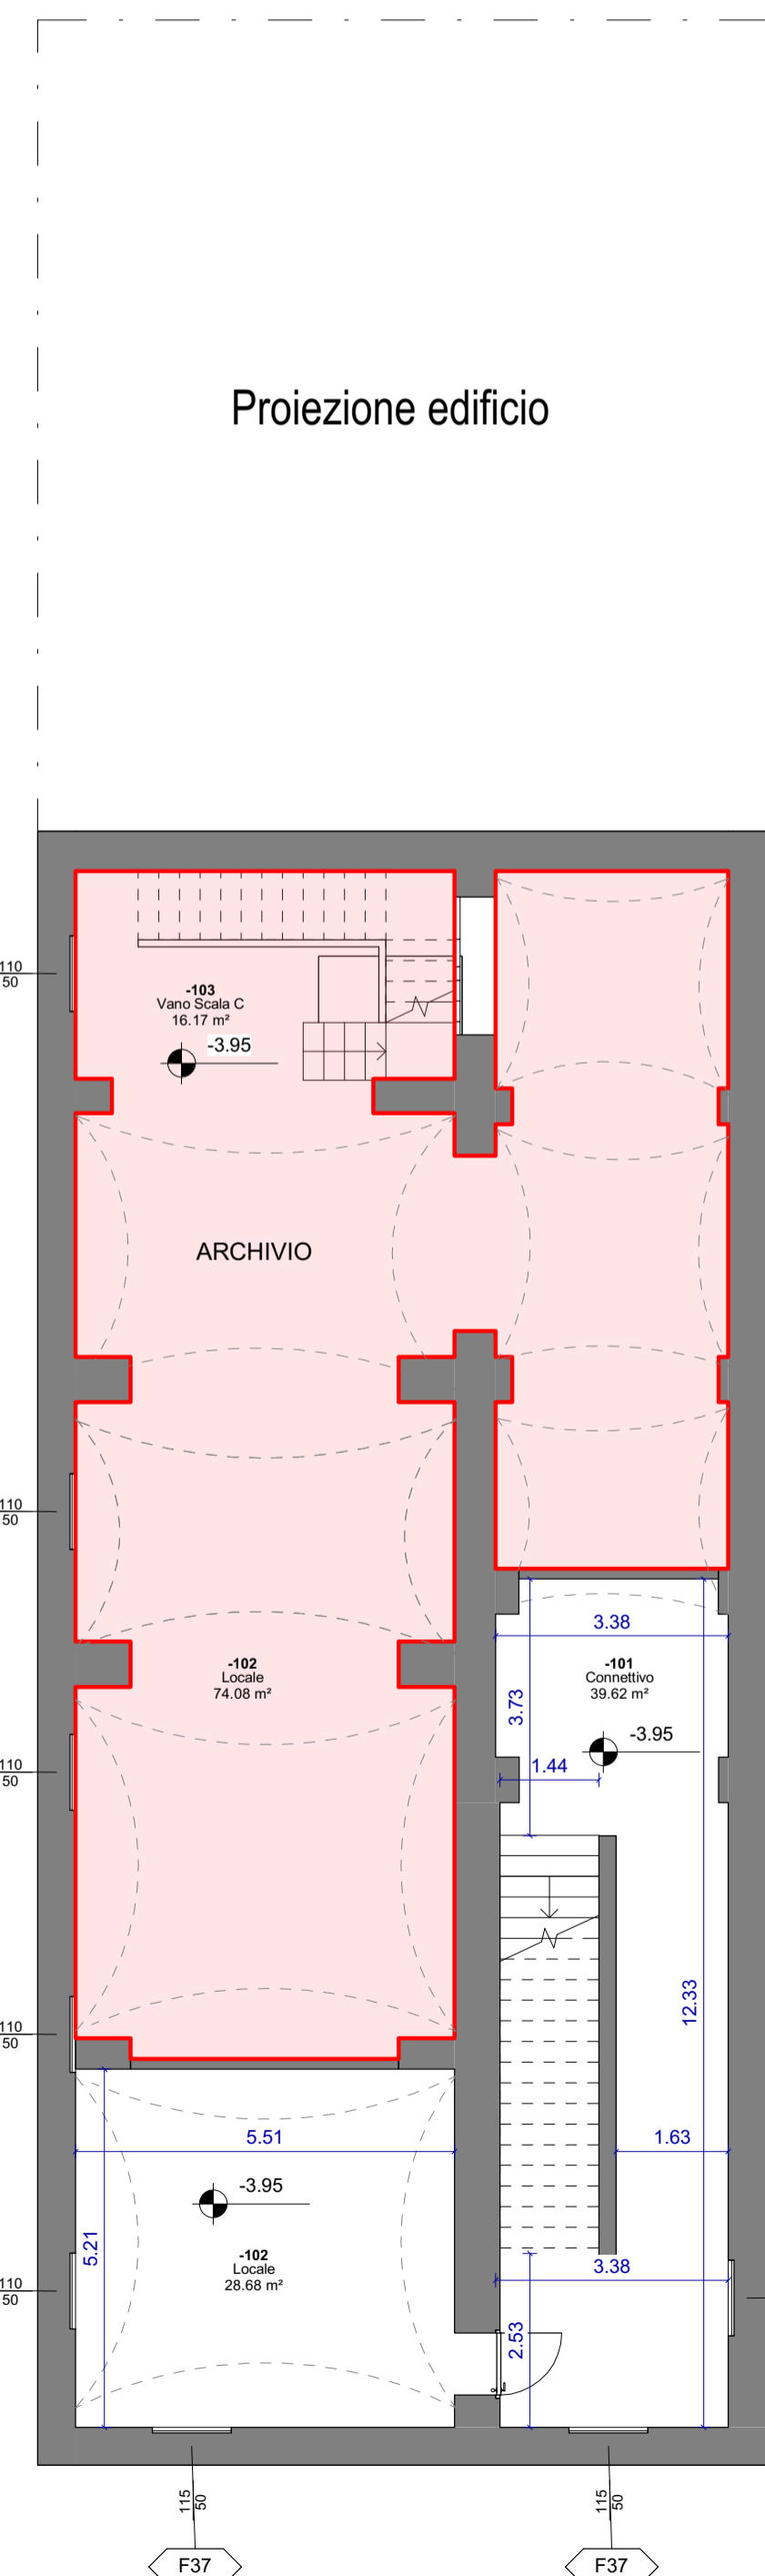 Proiezione edificio
110
50
-103
Vano Scala C
16.17 m²
-3.95
ARCHIVIO
110
50
3.38
-102
Locale
74.08 m²
-101
Connettivo
39.62 m²
3.73
-3.95
1.44
110
50
12.33
110
50
5.51
1.63
-3.95
5.21
-102
Locale
28.68 m²
3.38
110
50
2.53
115
50
115
50
F37
F37